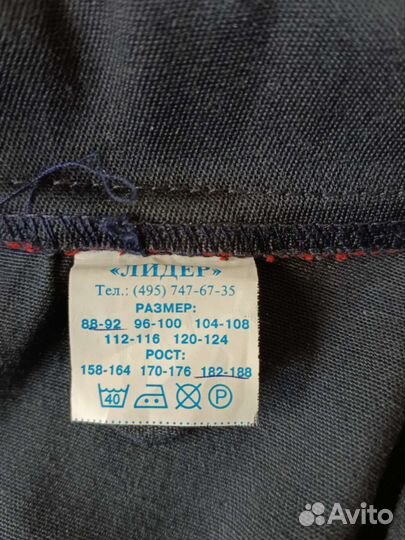 «ЛИДЕР»
Тел.: (495) 747-67-35
РАЗМЕР:
88-92 96-100 104-108
112-116 120-124
РОСТ:
158-164 170-176 182-188
40 P
Avito